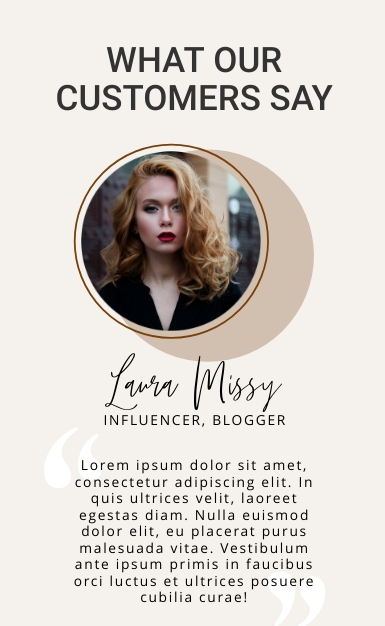 WHAT OUR
CUSTOMERS SAY
Laura Missy
INFLUENCER, BLOGGER
Lorem ipsum dolor sit amet,
consectetur adipiscing elit. In
quis ultrices velit, laoreet
egestas diam. Nulla euismod
dolor elit, eu placerat purus
malesuada vitae. Vestibulum
ante ipsum primis in faucibus
orci luctus et ultrices posuere
cubilia curae!